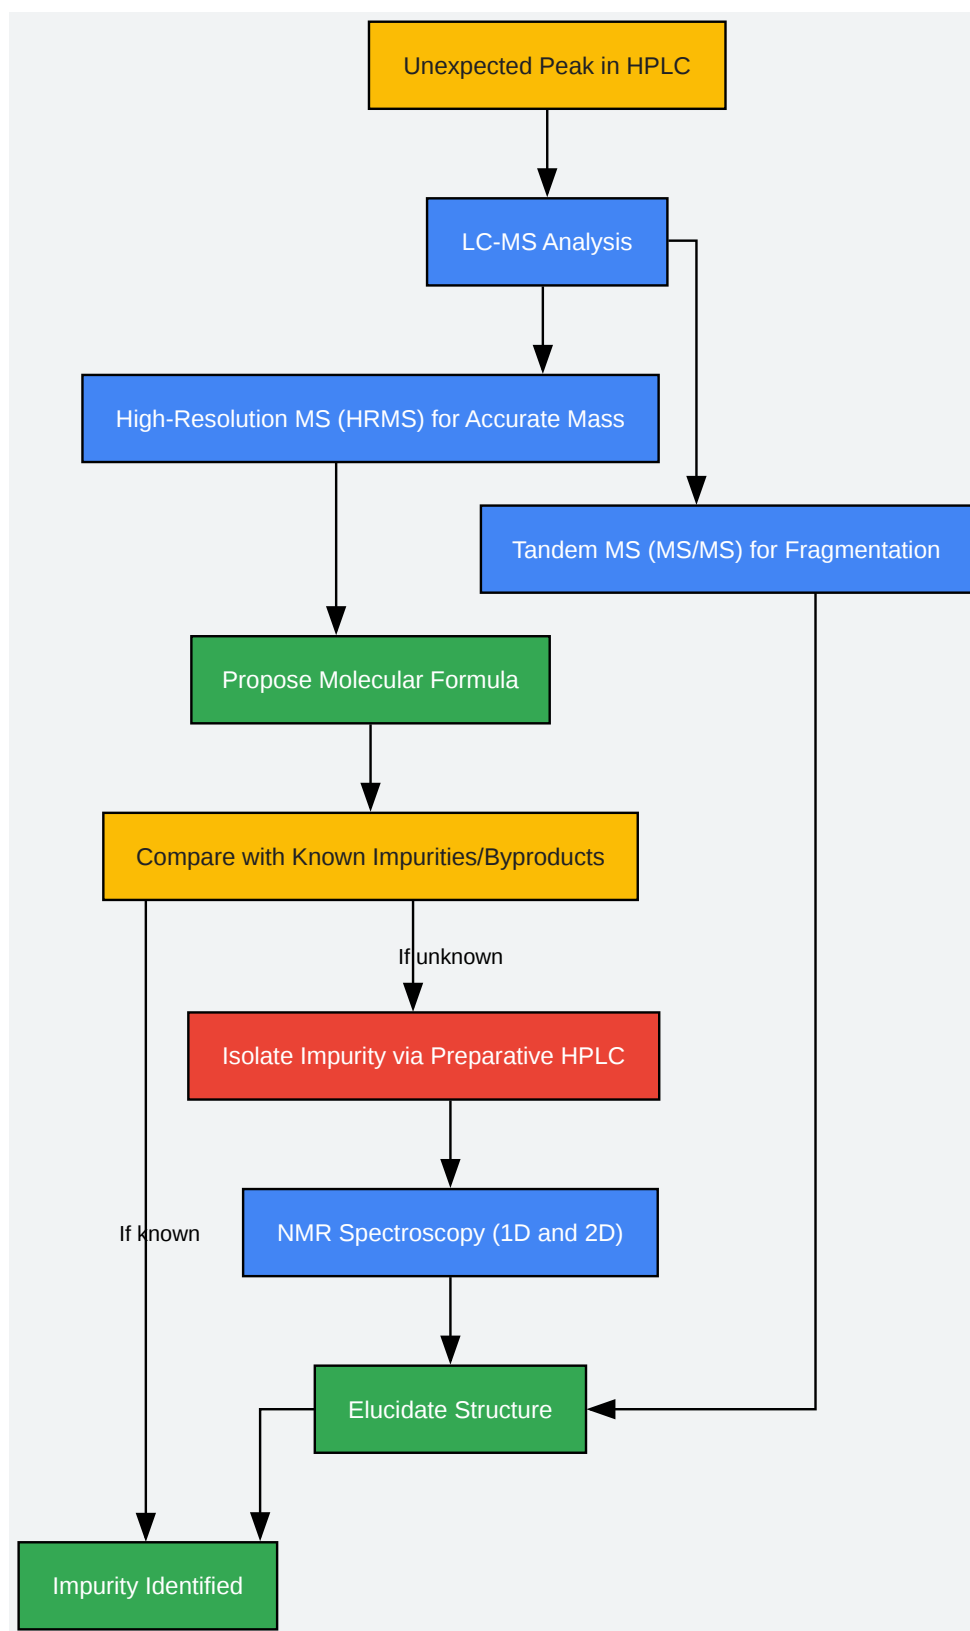 Unexpected Peak in HPLC
LC-MS Analysis
High-Resolution MS (HRMS) for Accurate Mass
Tandem MS (MS/MS) for Fragmentation
Propose Molecular Formula
Compare with Known Impurities/Byproducts
If unknown
Isolate Impurity via Preparative HPLC
If known
NMR Spectroscopy (1D and 2D)
Elucidate Structure
Impurity Identified